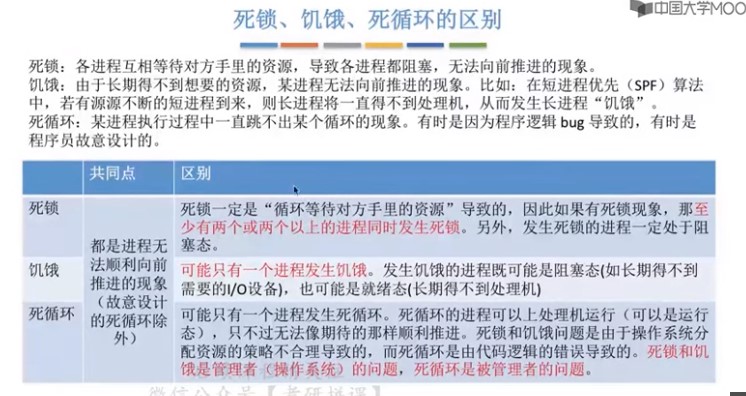 中国大学MOO
死锁、饥饿、死循环的区别
死锁：各进程互相等待对方手里的资源，导致各进程都阻塞，无法向前推进的现象。
饥饿：由于长期得不到想要的资源，某进程无法向前推进的现象。比如：在短进程优先（SPF）算法
中，若有源源不断的短进程到来，则长进程将一直得不到处理机，从而发生长进程“饥饿”。
死循环：某进程执行过程中一直跳不出某个循环的现象。有时是因为程序逻辑 bug 导致的，有时是
程序员故意设计的。
共同点
区别
死锁
都是进程无
法顺利向前
推进的现象
（故意设计
的死循环除
外）
死锁一定是“循环等待对方手里的资源”导致的，因此如果有死锁现象，那至
少有两个或两个以上的进程同时发生死锁。另外，发生死锁的进程一定处于阻
塞态。
饥饿
可能只有一个进程发生饥饿。发生饥饿的进程既可能是阻塞态(如长期得不到
需要的I/O设备)，也可能是就绪态(长期得不到处理机)
死循环
可能只有一个进程发生死循环。死循环的进程可以上处理机运行（可以是运行
态），只不过无法像期待的那样顺利推进。死锁和饥饿问题是由于操作系统分
配资源的策略不合理导致的，而死循环是由代码逻辑的错误导致的。死锁和饥
饿是管理者（操作系统）的问题，死循环是被管理者的问题。